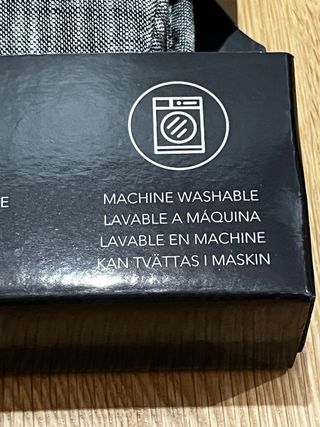 MACHINE WASHABLE
LAVABLE A MÁQUINA
LAVABLE EN MACHINE
KAN TVÄTTAS I MASKIN